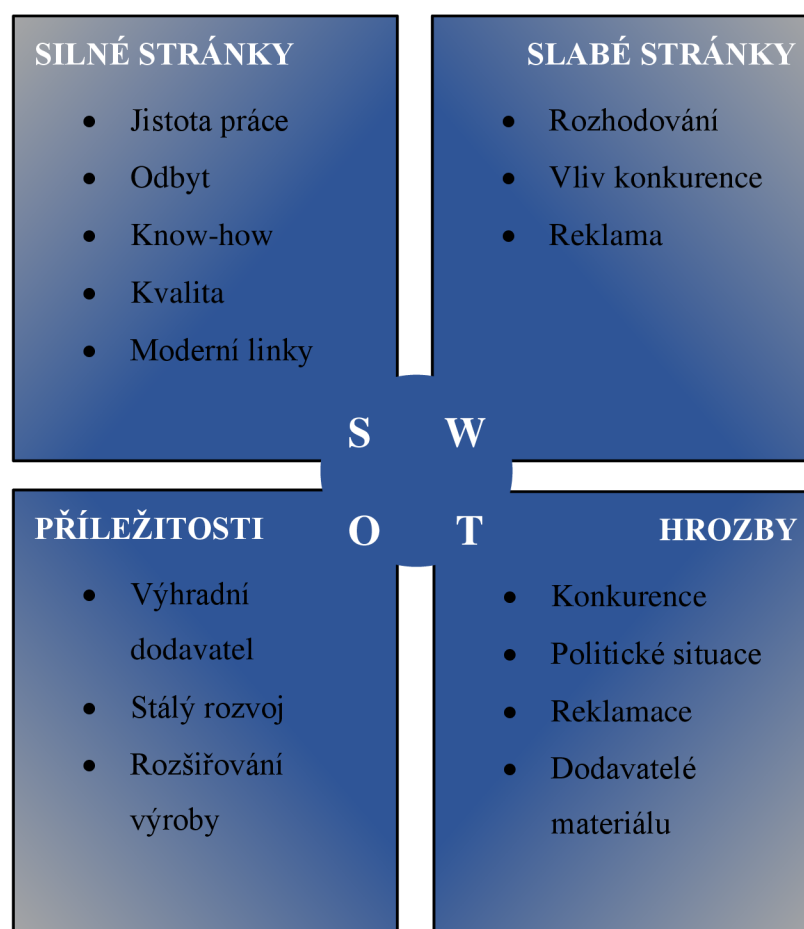 SILNÉ STRÁNKY
• Jistota práce
• Odbyt
• Know-how
• Kvalita
• Moderní linky
SLABÉ STRÁNKY
• Rozhodování
• Vliv konkurence
• Reklama
S W
O T
PŘÍLEŽITOSTI
• Výhradní
dodavatel
• Stálý rozvoj
• Rozšiřování
výroby
HROZBY
• Konkurence
• Politické situace
• Reklamace
• Dodavatelé
materiálu